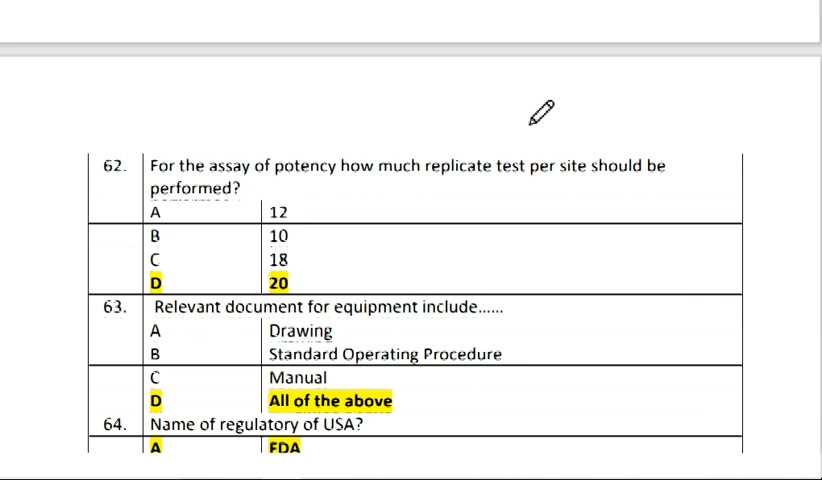 62. For the assay of potency how much replicate test per site should be
performed?
A 12
B 10
C 18
D 20
63. Relevant document for equipment include......
A Drawing
B Standard Operating Procedure
C Manual
D All of the above
64. Name of regulatory of USA?
A FDA